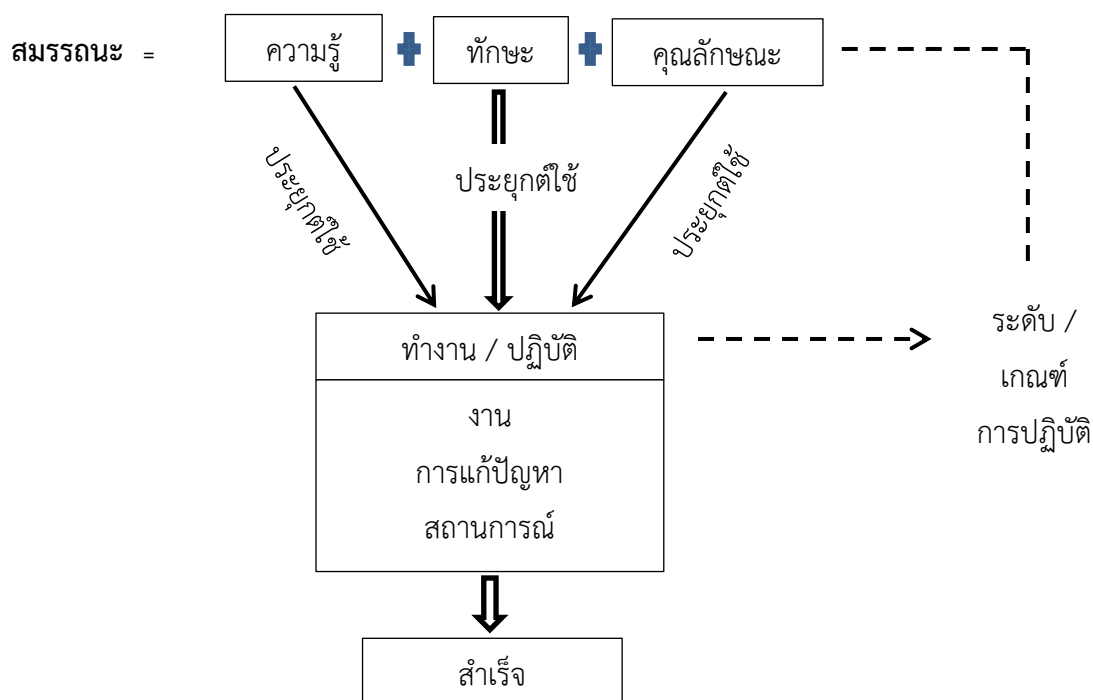 สมรรถนะ = ความรู้ + ทักษะ + คุณลักษณะ
ประยุกต์ใช้
ประยุกต์ใช้
ประยุกต์ใช้
ทำงาน / ปฏิบัติ
งาน
การแก้ปัญหา
สถานการณ์
ระดับ /
เกณฑ์
การปฏิบัติ
สำเร็จ